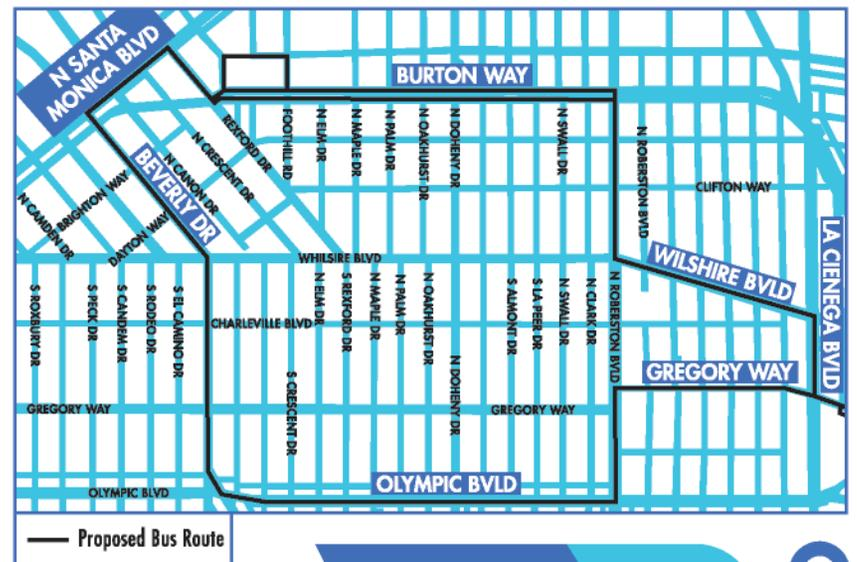 N SANTA
MONICA BLVD
BURTON WAY
BEVERLY DR
REXFORD DR
N CRESCENT DR
N CANON DR
BRIGHTON WAY
N CAMDEN DR
DAYTON WAY
FOOTHILL RD
N ELM DR
N MAPLE DR
N PALM DR
N OAKHURST DR
N DOHENY DR
N SWALL DR
N ROBERSTON BVLD
CLIFTON WAY
WHILSIRE BLVD
WILSHIRE BVLD
LA CIENEGA BVLD
S ROXBURY DR
S PECK DR
S CANDEM DR
S RODEO DR
S EL CAMINO DR
CHARLEVILLE BVLD
N ELM DR
S REXFORD DR
N MAPLE DR
N PALM DR
N OAKHURST DR
S ALMONT DR
S LA PEER DR
N SWALL DR
N CLARK DR
N ROBERSTON BVLD
GREGORY WAY
S CRESCENT DR
N DOHENY DR
GREGORY WAY
GREGORY WAY
OLYMPIC BLVD
OLYMPIC BVLD
Proposed Bus Route